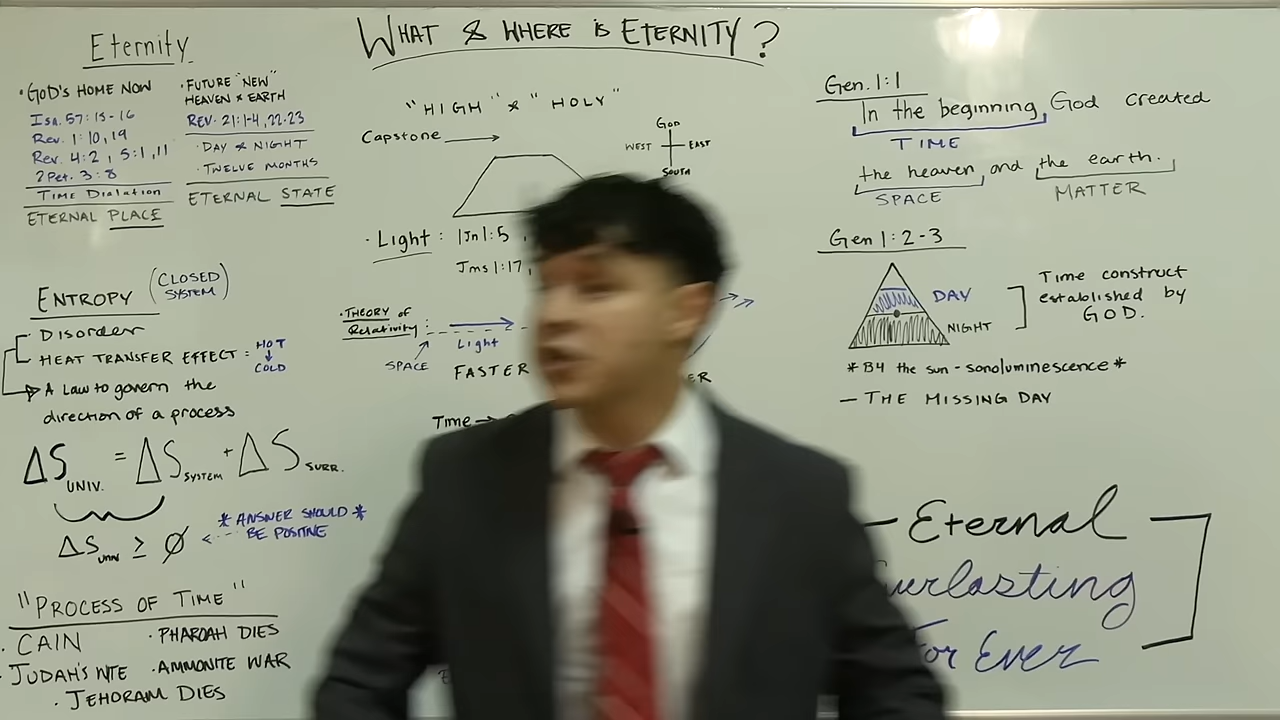 WHAT & WHERE IS ETERNITY?
Eternity
• GOD'S HOME NOW
Isa. 57:15-16
Rev. 1:10, 19
Rev. 4:2, 5:1, 11
2 Pet. 3:8
TIME DIALATION
ETERNAL PLACE
• FUTURE "NEW"
HEAVEN & EARTH
REV. 21:1-4, 22-23
• DAY & NIGHT
• TWELVE MONTHS
ETERNAL STATE
ENTROPY (CLOSED
SYSTEM)
• Disorder
• HEAT TRANSFER EFFECT: HOT
COLD
A Law to govern the
direction of a process
ΔS UNIV. = ΔS SYSTEM + ΔS SURR.
ΔS UNIV ≥ Ø
* ANSWER SHOULD *
BE POSITIVE
"PROCESS OF TIME"
• CAIN
• JUDAH'S WIFE
• JEHORAM DIES
• PHAROAH DIES
• AMMONITE WAR
"HIGH" & "HOLY"
Capstone
GOD
WEST EAST
SOUTH
• Light: 1Jn 1:5,
Jms 1:17,
• THEORY of
Relativity:
SPACE
Light
FASTER
Time
Gen. 1:1
In the beginning, God created
TIME
the heaven, and the earth.
SPACE MATTER
Gen 1:2-3
DAY
NIGHT
Time construct
established by
GOD.
* B4 the sun - sonoluminescence *
— THE MISSING DAY
Eternal
Everlasting
For Ever